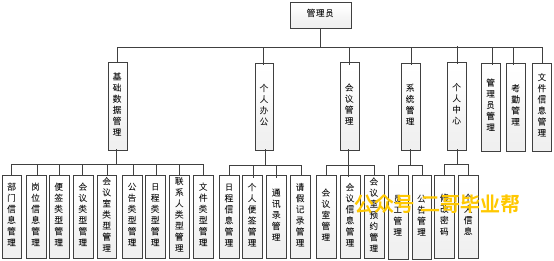 管理员
基础数据管理
个人办公
会议管理
系统管理
个人中心
管理员管理
考勤管理
文件信息管理
部门信息管理
岗位信息管理
便签类型管理
会议类型管理
会议室类型管理
公告类型管理
日程类型管理
联系人类型管理
文件类型管理
日程信息管理
个人便签管理
通讯录管理
请假记录管理
会议室管理
会议信息管理
会议室预约管理
员工管理
公告管理
修改密码
个人信息
公众号 二哥毕业帮